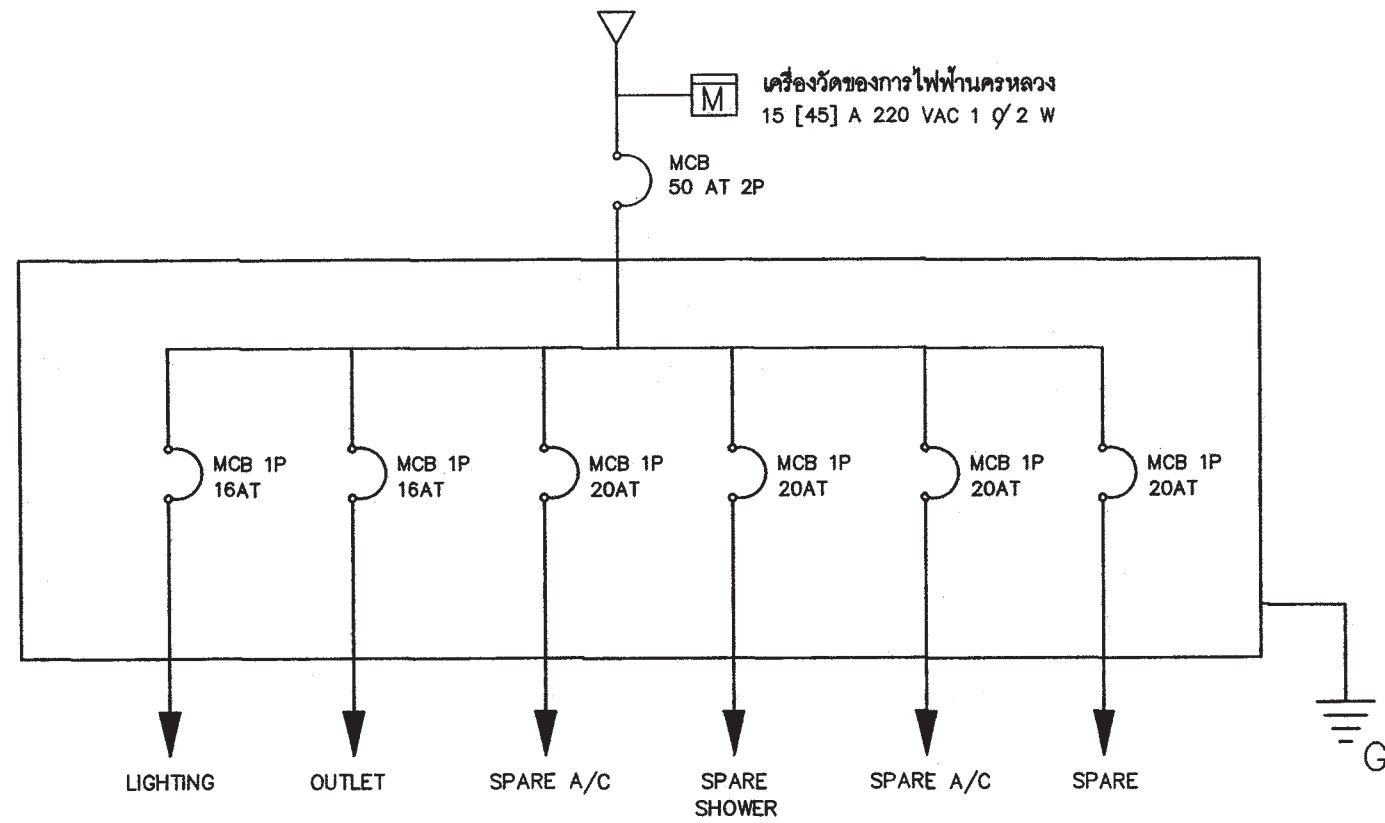 เครื่องวัดของการไฟฟ้านครหลวง
M
15 [45] A 220 VAC 1 Ø 2 W
MCB
50 AT 2P
MCB 1P
16AT
MCB 1P
16AT
MCB 1P
20AT
MCB 1P
20AT
MCB 1P
20AT
MCB 1P
20AT
G
LIGHTING
OUTLET
SPARE A/C
SPARE
SHOWER
SPARE A/C
SPARE